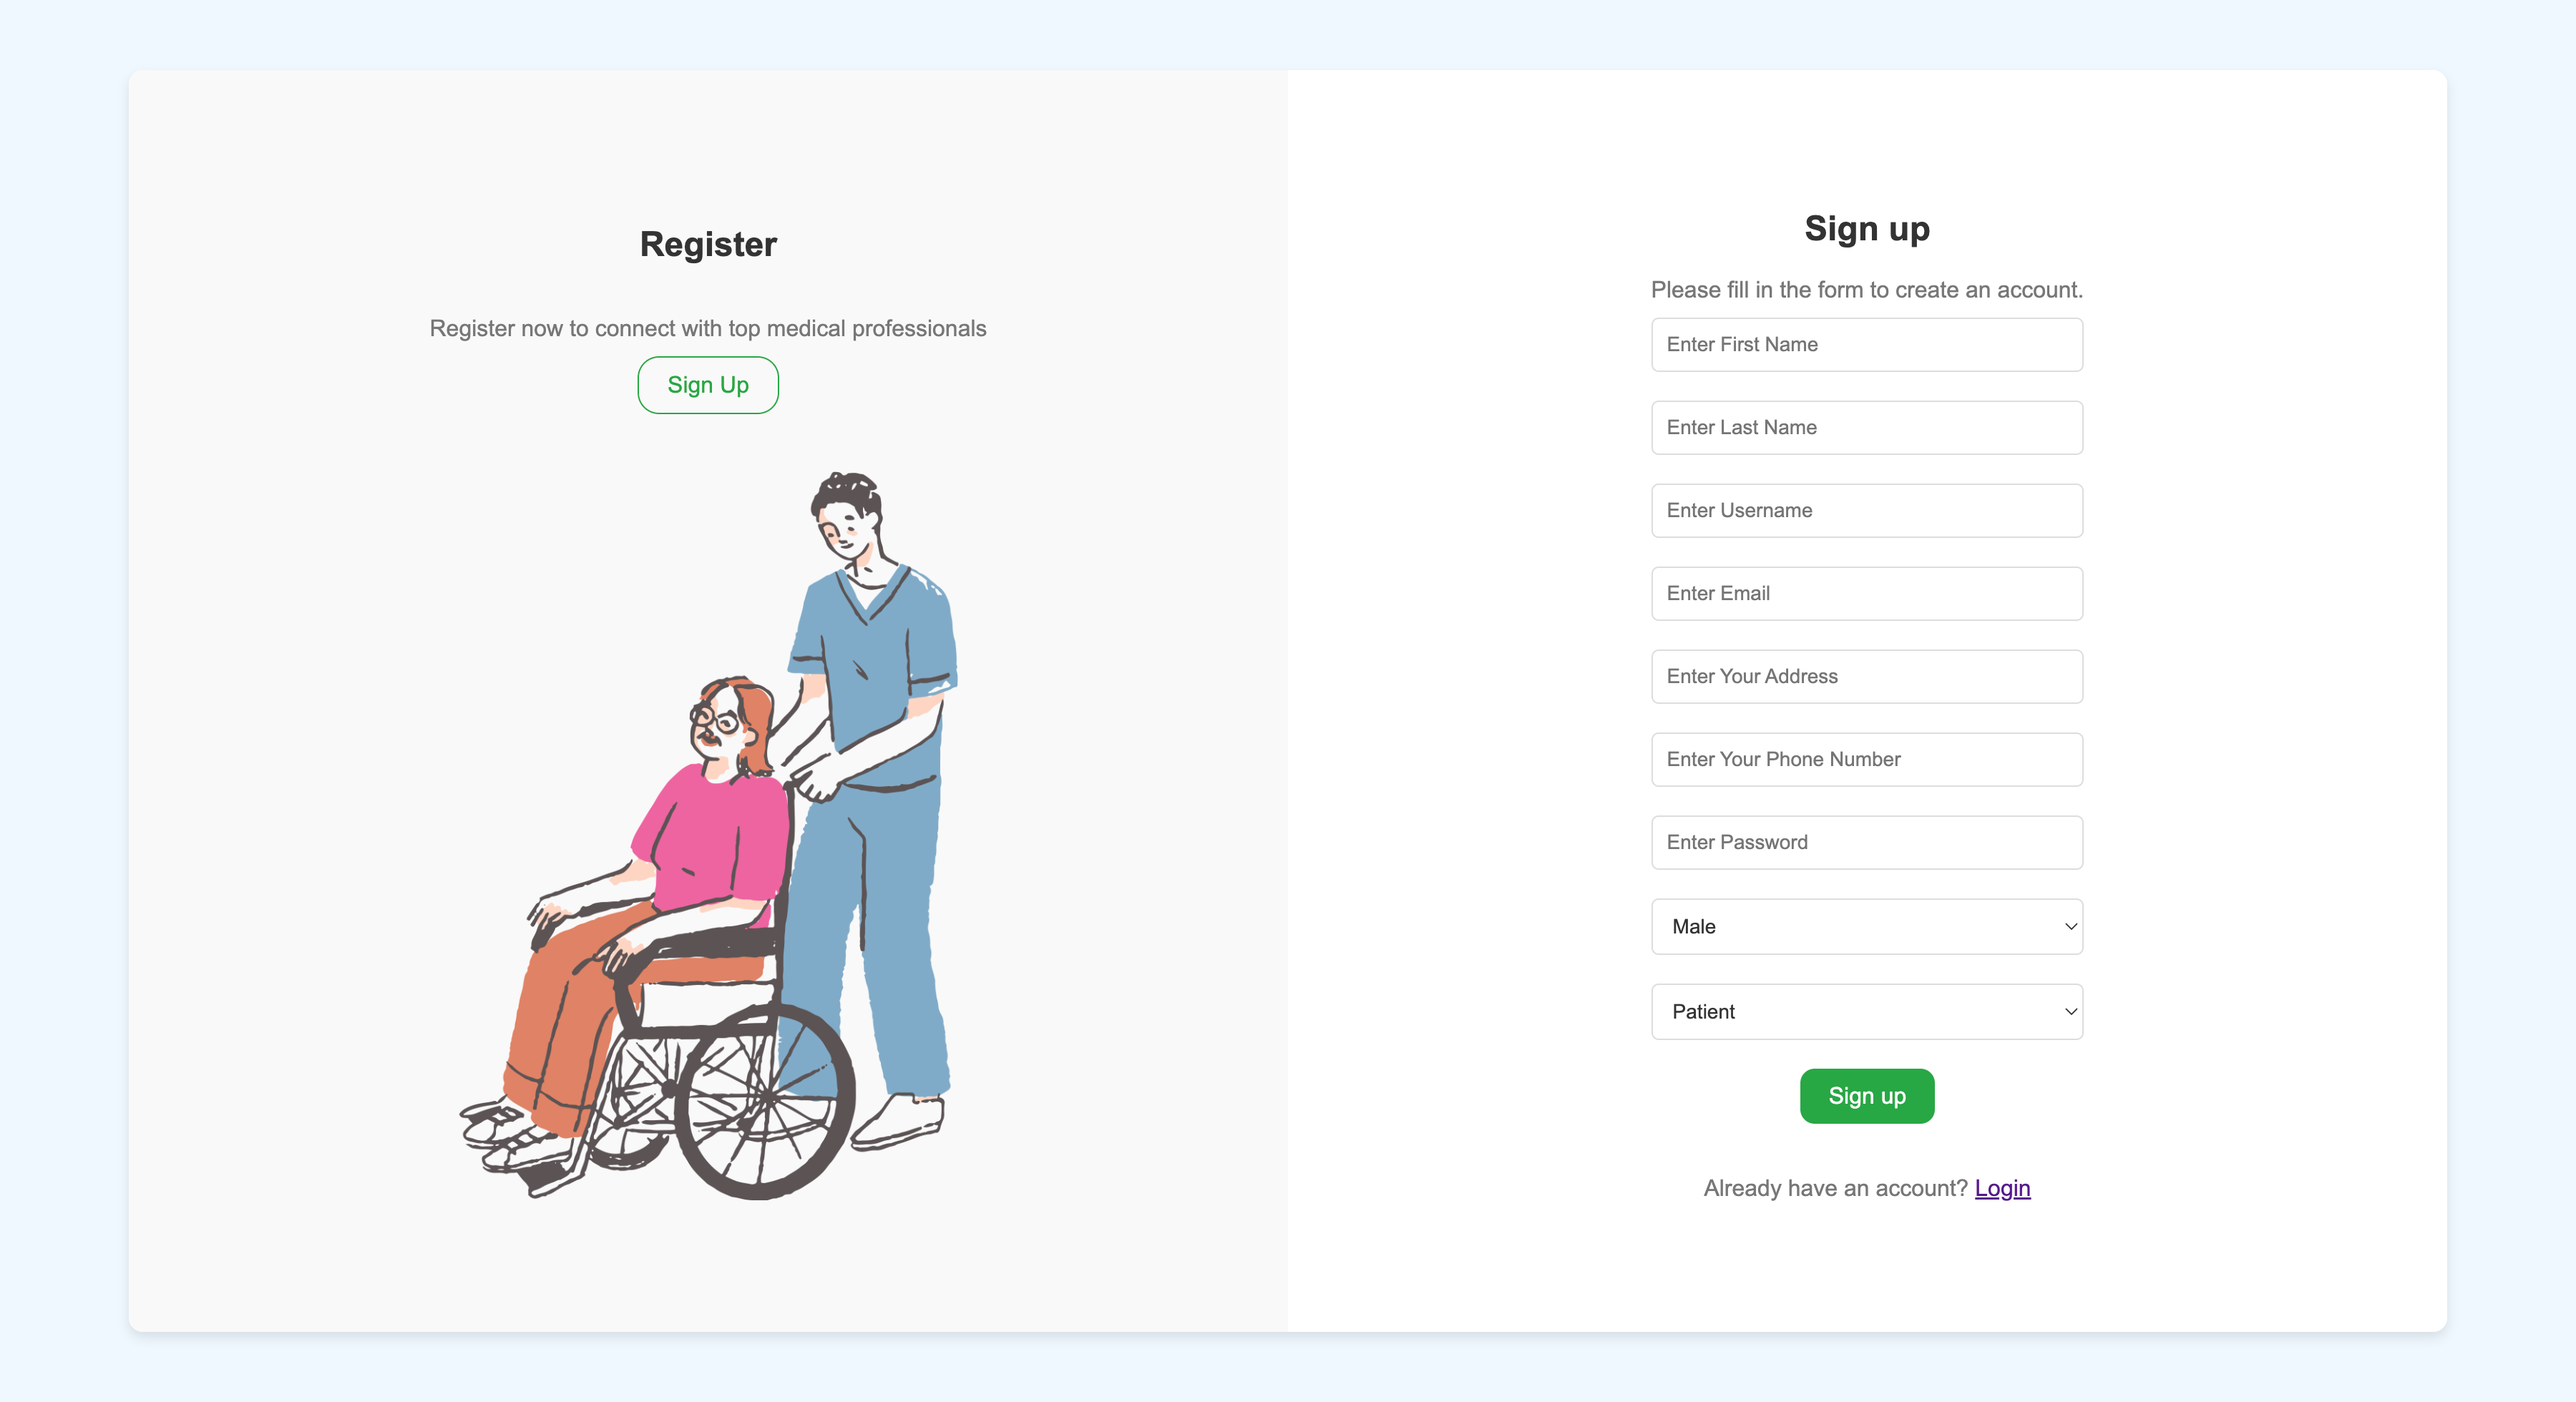 Register
Register now to connect with top medical professionals
Sign Up
Sign up
Please fill in the form to create an account.
Enter First Name
Enter Last Name
Enter Username
Enter Email
Enter Your Address
Enter Your Phone Number
Enter Password
Male
Patient
Sign up
Already have an account? Login